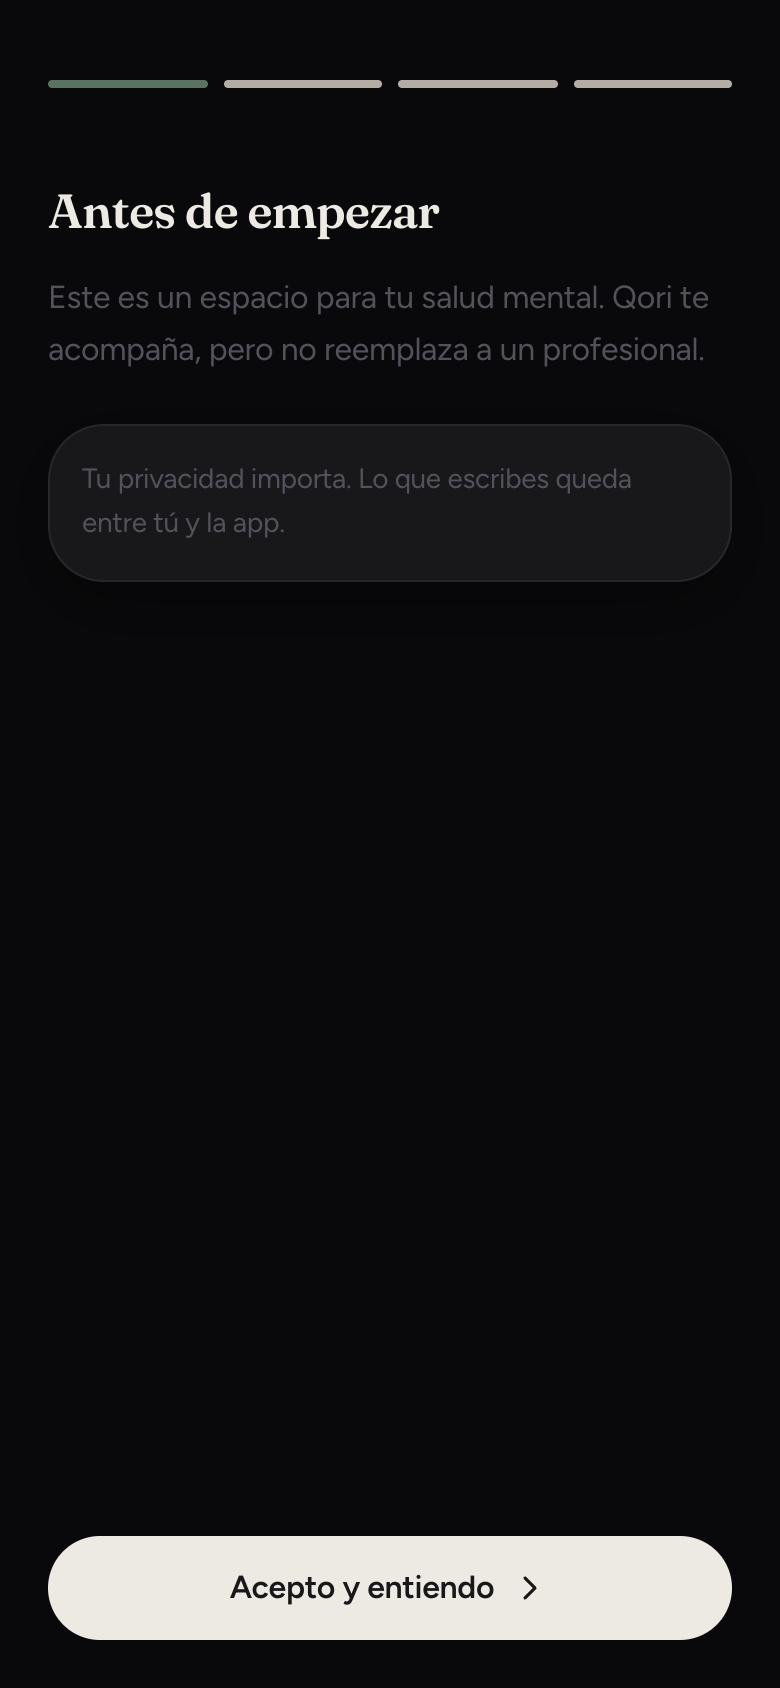 Antes de empezar
Este es un espacio para tu salud mental. Qori te
acompaña, pero no reemplaza a un profesional.
Tu privacidad importa. Lo que escribes queda
entre tú y la app.
Acepto y entiendo